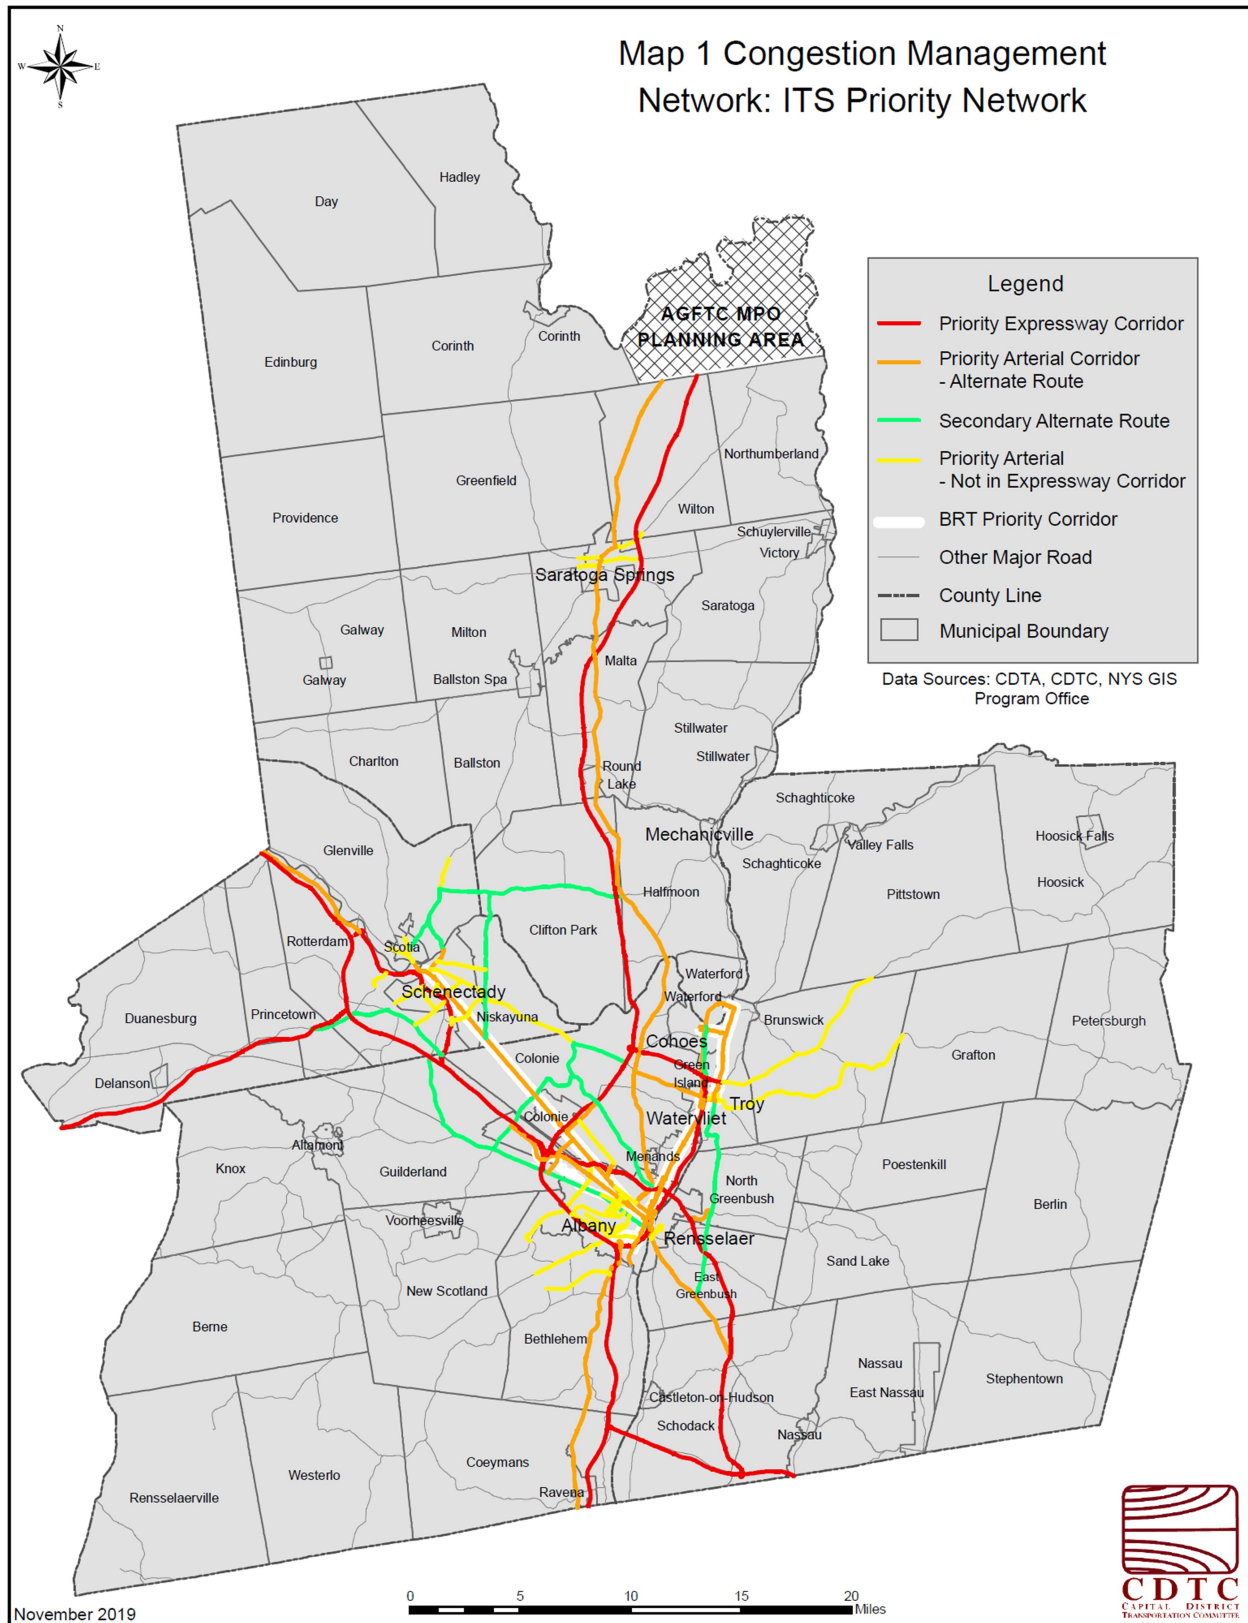 Map 1 Congestion Management
Network: ITS Priority Network
N
W
E
S
Hadley
Day
AGFTC MPO
PLANNING AREA
Corinth
Corinth
Edinburg
Legend
Priority Expressway Corridor
Priority Arterial Corridor
- Alternate Route
Secondary Alternate Route
Priority Arterial
- Not in Expressway Corridor
BRT Priority Corridor
Other Major Road
County Line
Municipal Boundary
Data Sources: CDTA, CDTC, NYS GIS
Program Office
Northumberland
Greenfield
Wilton
Providence
Schuylerville
Victory
Saratoga Springs
Saratoga
Galway
Milton
Malta
Galway
Ballston Spa
Stillwater
Stillwater
Charlton
Ballston
Round
Lake
Schaghticoke
Mechanicville
Hoosick Falls
Valley Falls
Glenville
Schaghticoke
Hoosick
Halfmoon
Pittstown
Clifton Park
Rotterdam
Scotia
Waterford
Schenectady
Waterford
Duanesburg
Princetown
Niskayuna
Brunswick
Petersburgh
Cohoes
Colonie
Grafton
Green
Island
Delanson
Troy
Colonie
Watervliet
Altamont
Menands
Knox
Guilderland
Poestenkill
North
Greenbush
Berlin
Voorheesville
Albany
Rensselaer
Sand Lake
East
Greenbush
New Scotland
Berne
Bethlehem
Nassau
Stephentown
East Nassau
Castleton-on-Hudson
Schodack
Nassau
Coeymans
Westerlo
Ravena
Rensselaerville
0
5
10
15
20
Miles
November 2019
CDTC
CAPITAL DISTRICT
TRANSPORTATION COMMITTEE